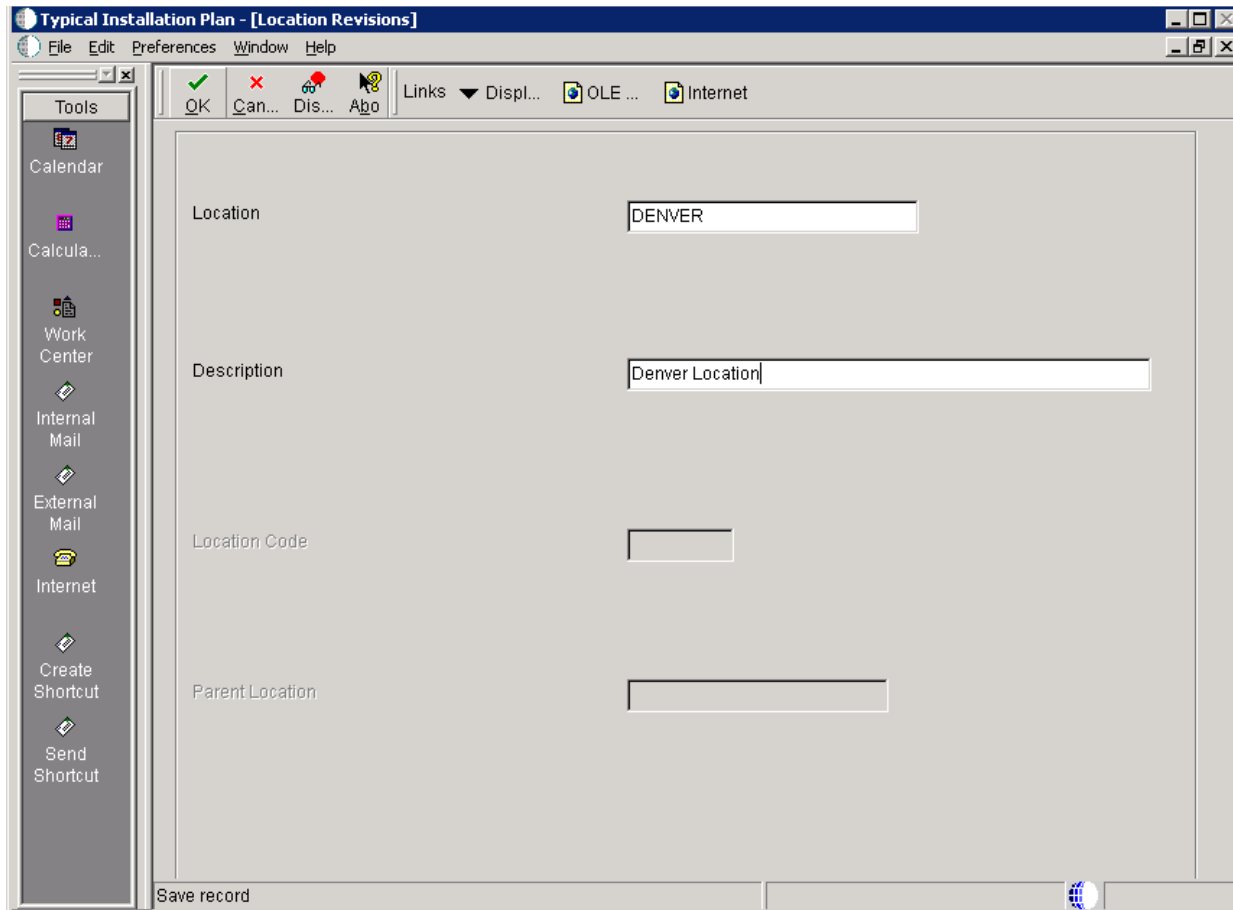 Typical Installation Plan - [Location Revisions]
File Edit Preferences Window Help
Tools
OK Can... Dis... Abo Links Displ... OLE ... Internet
Calendar
Calcula...
Work
Center
Internal
Mail
External
Mail
Internet
Create
Shortcut
Send
Shortcut
Location DENVER
Description Denver Location
Location Code
Parent Location
Save record